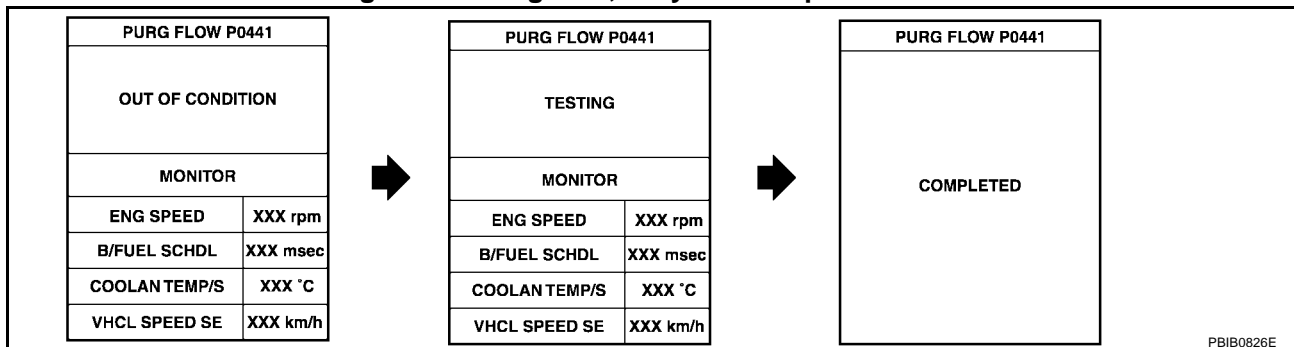 PURG FLOW P0441
OUT OF CONDITION
MONITOR
ENG SPEED XXX rpm
B/FUEL SCHDL XXX msec
COOLAN TEMP/S XXX °C
VHCL SPEED SE XXX km/h
PURG FLOW P0441
TESTING
MONITOR
ENG SPEED XXX rpm
B/FUEL SCHDL XXX msec
COOLAN TEMP/S XXX °C
VHCL SPEED SE XXX km/h
PURG FLOW P0441
COMPLETED
PBIB0826E